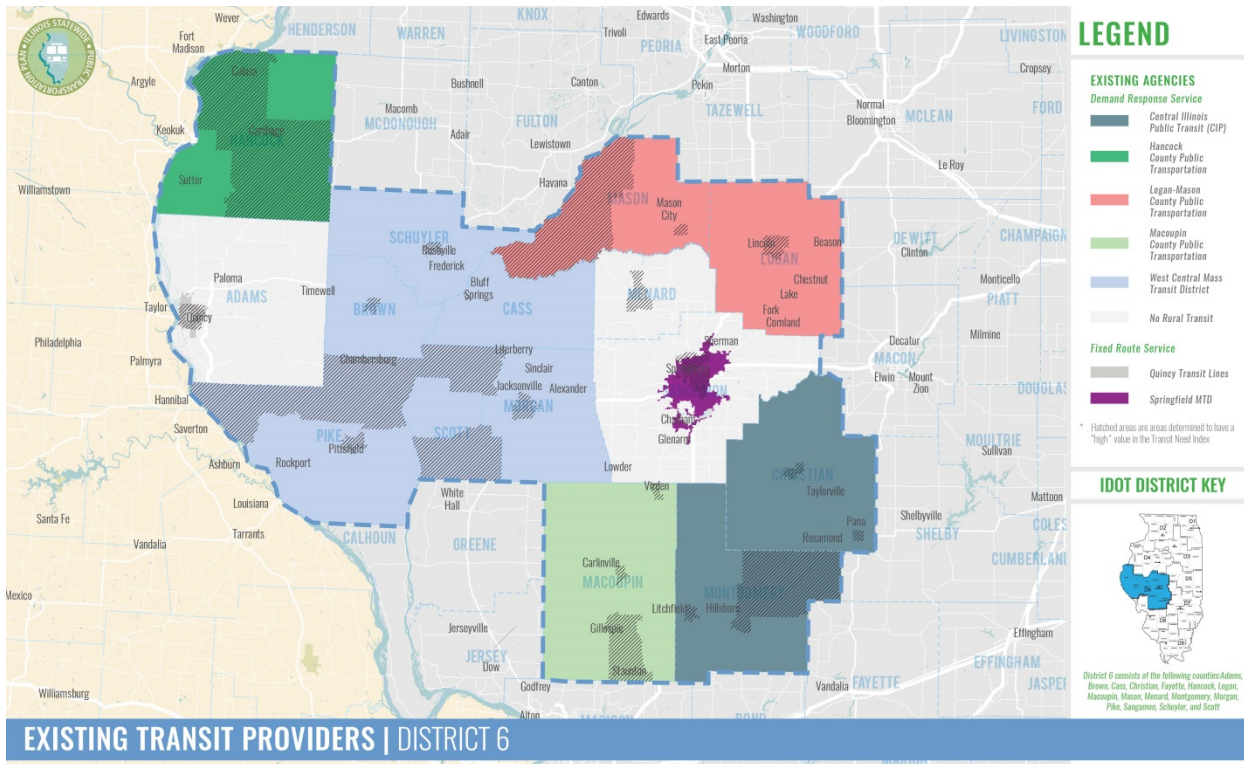 ILLINOIS STATEWIDE
PUBLIC TRANSPORTATION PLAN
Wever
Fort
Madison
HENDERSON
WARREN
KNOX
Trivoli
Edwards
PEORIA
East Peoria
Washington
WOODFORD
LIVINGSTON
Argyle
Colusa
Bushnell
Canton
Morton
Pekin
Cropsey
Macomb
MCDONOUGH
FULTON
TAZEWELL
Normal
Bloomington
MCLEAN
FORD
Keokuk
Carthage
HANCOCK
Adair
Lewistown
Le Roy
Williamstown
Sutter
Havana
MASON
Mason
City
SCHUYLER
Rushville
Frederick
Lincoln
LOGAN
Beason
DEWITT
Clinton
CHAMPAIGN
Paloma
ADAMS
Timewell
Bluff
Springs
CASS
MENARD
Chestnut
Lake
Fork
Cornland
Monticello
PIATT
Taylor
Quincy
BROWN
Philadelphia
Palmyra
Chambersburg
Literberry
Sinclair
Jacksonville
Alexander
MORGAN
Sherman
Decatur
MACON
Milmine
Elwin
Mount
Zion
DOUGLAS
Hannibal
Saverton
PIKE
Pittsfield
SCOTT
Glenarm
MOULTRIE
Sullivan
Ashburn
Rockport
Lowder
CHRISTIAN
Taylorville
Louisiana
White
Hall
Virden
Mattoon
Santa Fe
Tarrants
CALHOUN
GREENE
Pana
Rosamond
Shelbyville
SHELBY
COLES
Vandalia
Carlinville
MACOUPIN
MONTGOMERY
CUMBERLAND
Mexico
Litchfield
Hillsboro
Jerseyville
Gillespie
JERSEY
Dow
Staunton
Effingham
EFFINGHAM
Williamsburg
Godfrey
Alton
Vandalia
FAYETTE
JASPER
MADISON
BOND
EXISTING TRANSIT PROVIDERS | DISTRICT 6
LEGEND
EXISTING AGENCIES
Demand Response Service
Central Illinois
Public Transit (CIP)
Hancock
County Public
Transportation
Logan-Mason
County Public
Transportation
Macoupin
County Public
Transportation
West Central Mass
Transit District
No Rural Transit
Fixed Route Service
Quincy Transit Lines
Springfield MTD
* Hatched areas are areas determined to have a
"high" value in the Transit Need Index
IDOT DISTRICT KEY
District 6 consists of the following counties:Adams,
Brown, Cass, Christian, Fayette, Hancock, Logan,
Macoupin, Mason, Menard, Montgomery, Morgan,
Pike, Sangamon, Schuyler, and Scott